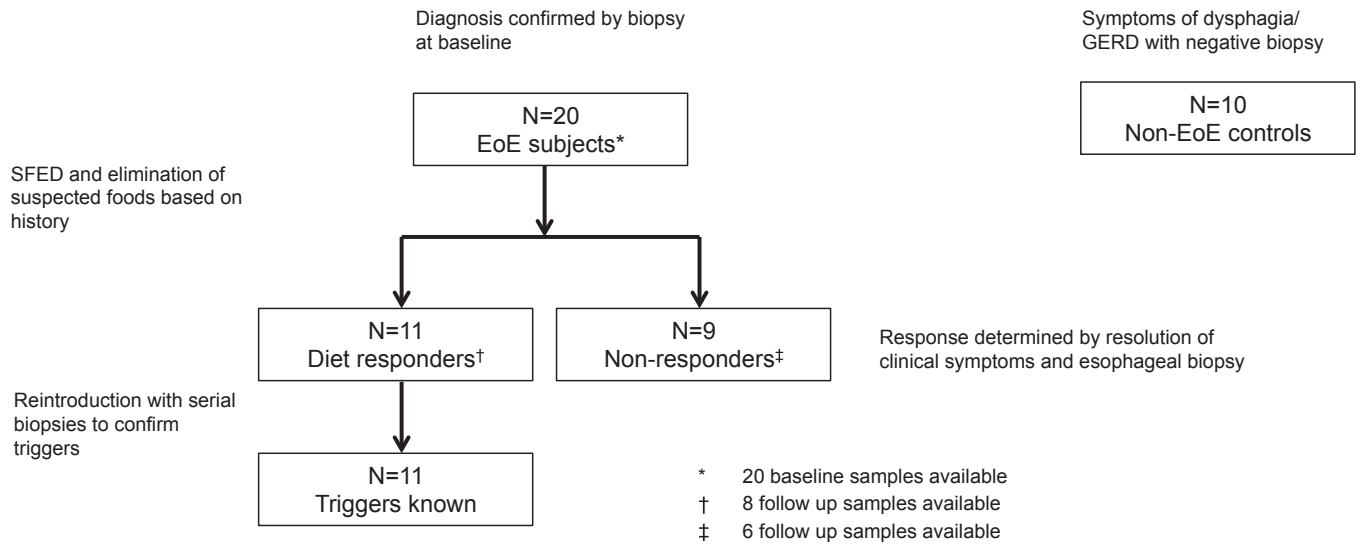 Diagnosis confirmed by biopsy
at baseline
Symptoms of dysphagia/
GERD with negative biopsy
N=20
EoE subjects*
N=10
Non-EoE controls
SFED and elimination of
suspected foods based on
history
N=11
Diet responders†
N=9
Non-responders‡
Response determined by resolution of
clinical symptoms and esophageal biopsy
Reintroduction with serial
biopsies to confirm
triggers
N=11
Triggers known
* 20 baseline samples available
† 8 follow up samples available
‡ 6 follow up samples available